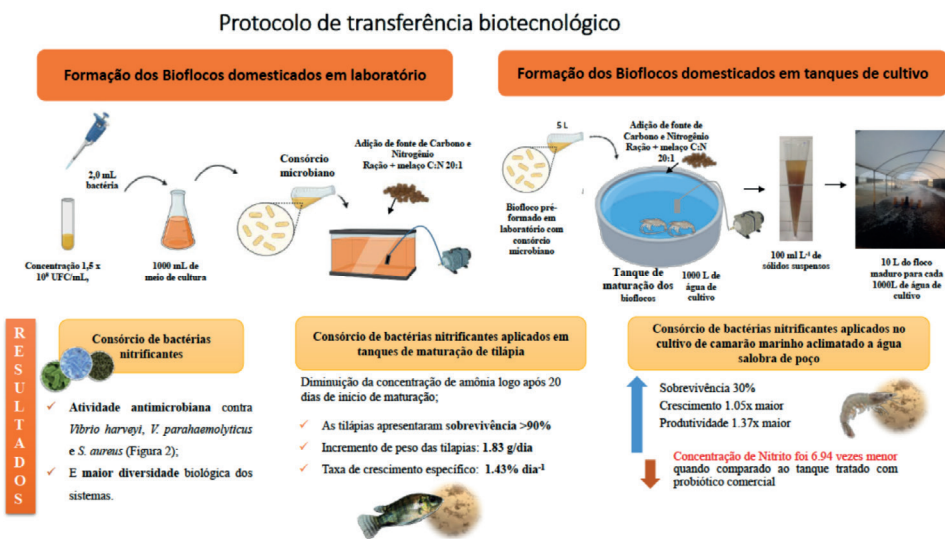 Protocolo de transferência biotecnológico
Formação dos Bioflocos domesticados em laboratório
2,0 mL
bactéria
Concentração 1,5 x
10⁸ UFC/mL,
1000 mL de
meio de cultura
Consórcio
microbiano
Adição de fonte de Carbono e
Nitrogênio
Ração + melaço C:N 20:1
Formação dos Bioflocos domesticados em tanques de cultivo
5 L
Biofloco pré-
formado em
laboratório com
consórcio
microbiano
Adição de fonte de
Carbono e Nitrogênio
Ração + melaço C:N
20:1
Tanque de
maturação dos
bioflocos
1000 L de
água de
cultivo
100 ml L⁻¹ de
sólidos suspensos
10 L do floco
maduro para cada
1000L de água de
cultivo
RESULTADOS
Consórcio de bactérias
nitrificantes
✓ Atividade antimicrobiana contra
Vibrio harveyi, V. parahaemolyticus
e S. aureus (Figura 2);
✓ E maior diversidade biológica dos
sistemas.
Consórcio de bactérias nitrificantes aplicados em
tanques de maturação de tilápia
Diminuição da concentração de amônia logo após 20
dias de início de maturação;
✓ As tilápias apresentaram sobrevivência >90%
✓ Incremento de peso das tilapias: 1.83 g/dia
✓ Taxa de crescimento específico: 1.43% dia⁻¹
Consórcio de bactérias nitrificantes aplicados no
cultivo de camarão marinho aclimatado a água
salobra de poço
Sobrevivência 30%
Crescimento 1.05x maior
Produtividade 1.37x maior
Concentração de Nitrito foi 6.94 vezes menor
quando comparado ao tanque tratado com
probiótico comercial